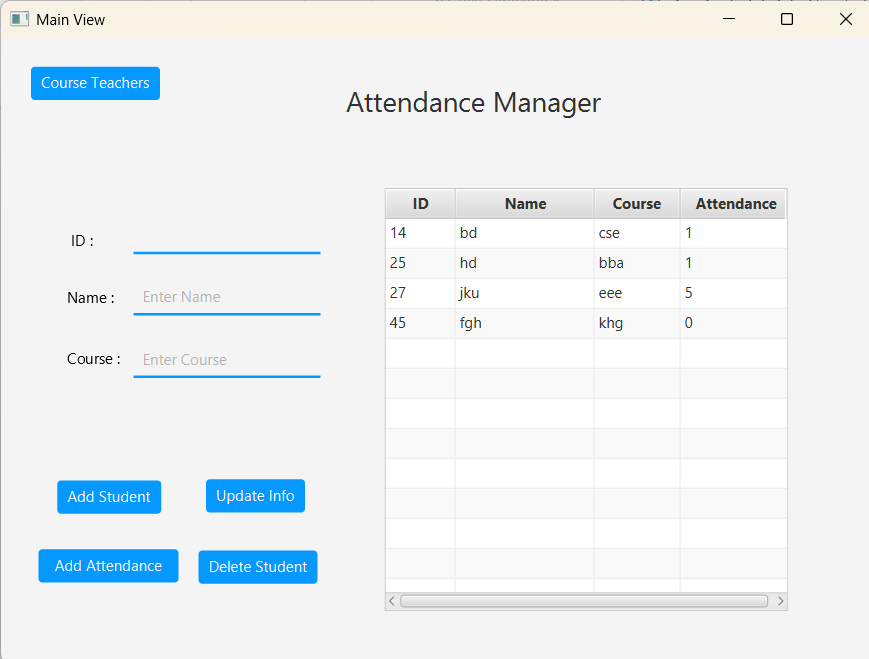 Main View
Course Teachers
Attendance Manager
ID :
Name : Enter Name
Course : Enter Course
Add Student Update Info
Add Attendance Delete Student
ID Name Course Attendance
14 bd cse 1
25 hd bba 1
27 jku eee 5
45 fgh khg 0